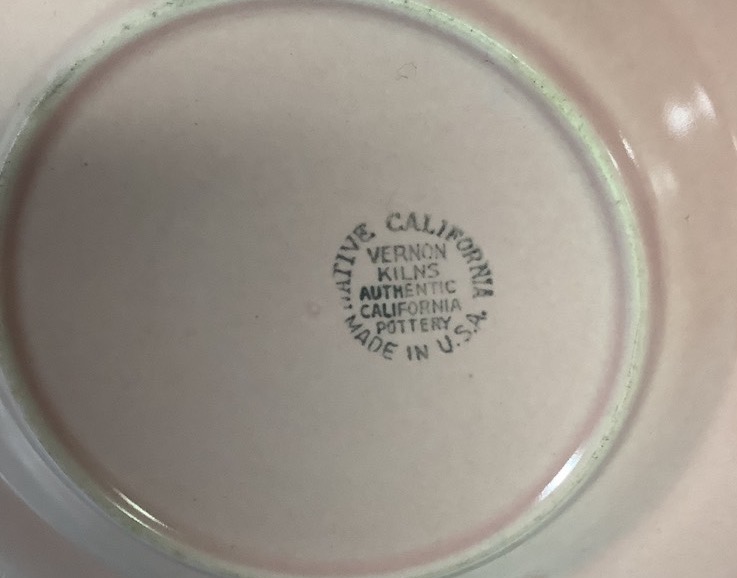 NATIVE CALIFORNIA
VERNON
KILNS
AUTHENTIC
CALIFORNIA
POTTERY
MADE IN U.S.A.